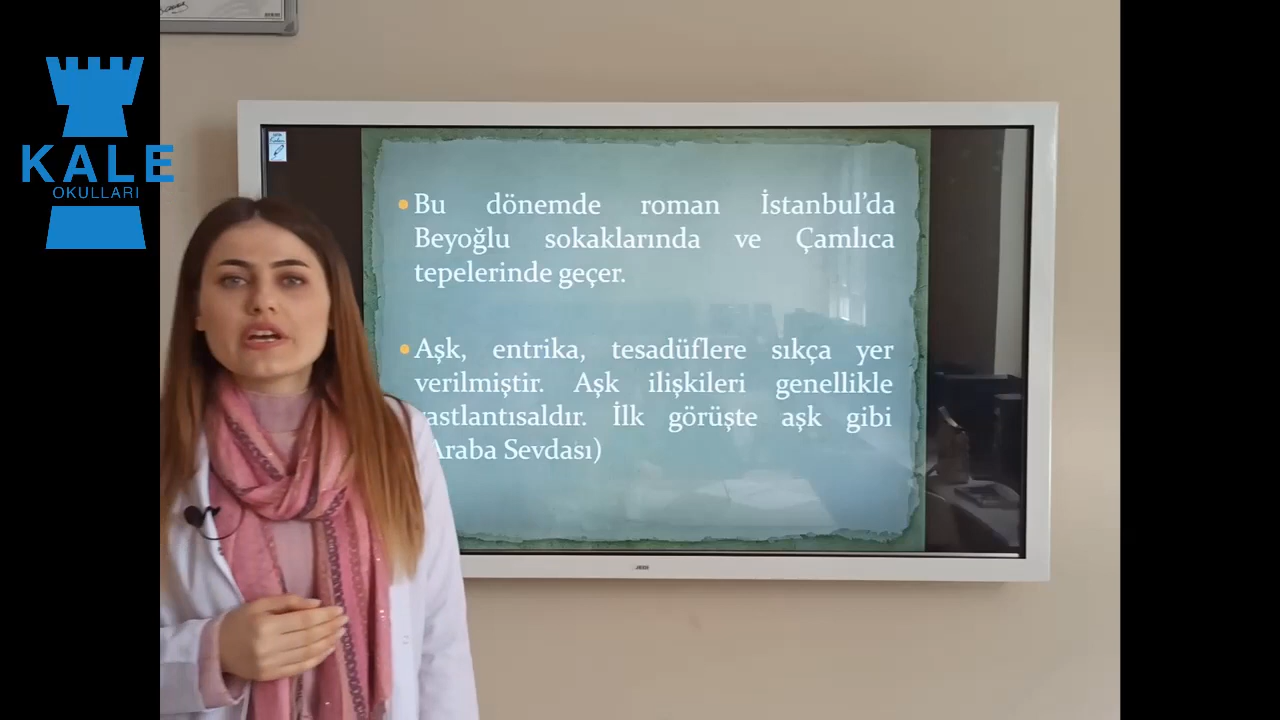 KALE
OKULLARI
Bu dönemde roman İstanbul'da
Beyoğlu sokaklarında ve Çamlıca
tepelerinde geçer.
Aşk, entrika, tesadüflere sıkça yer
verilmiştir. Aşk ilişkileri genellikle
rastlantısaldır. İlk görüşte aşk gibi
Araba Sevdası)